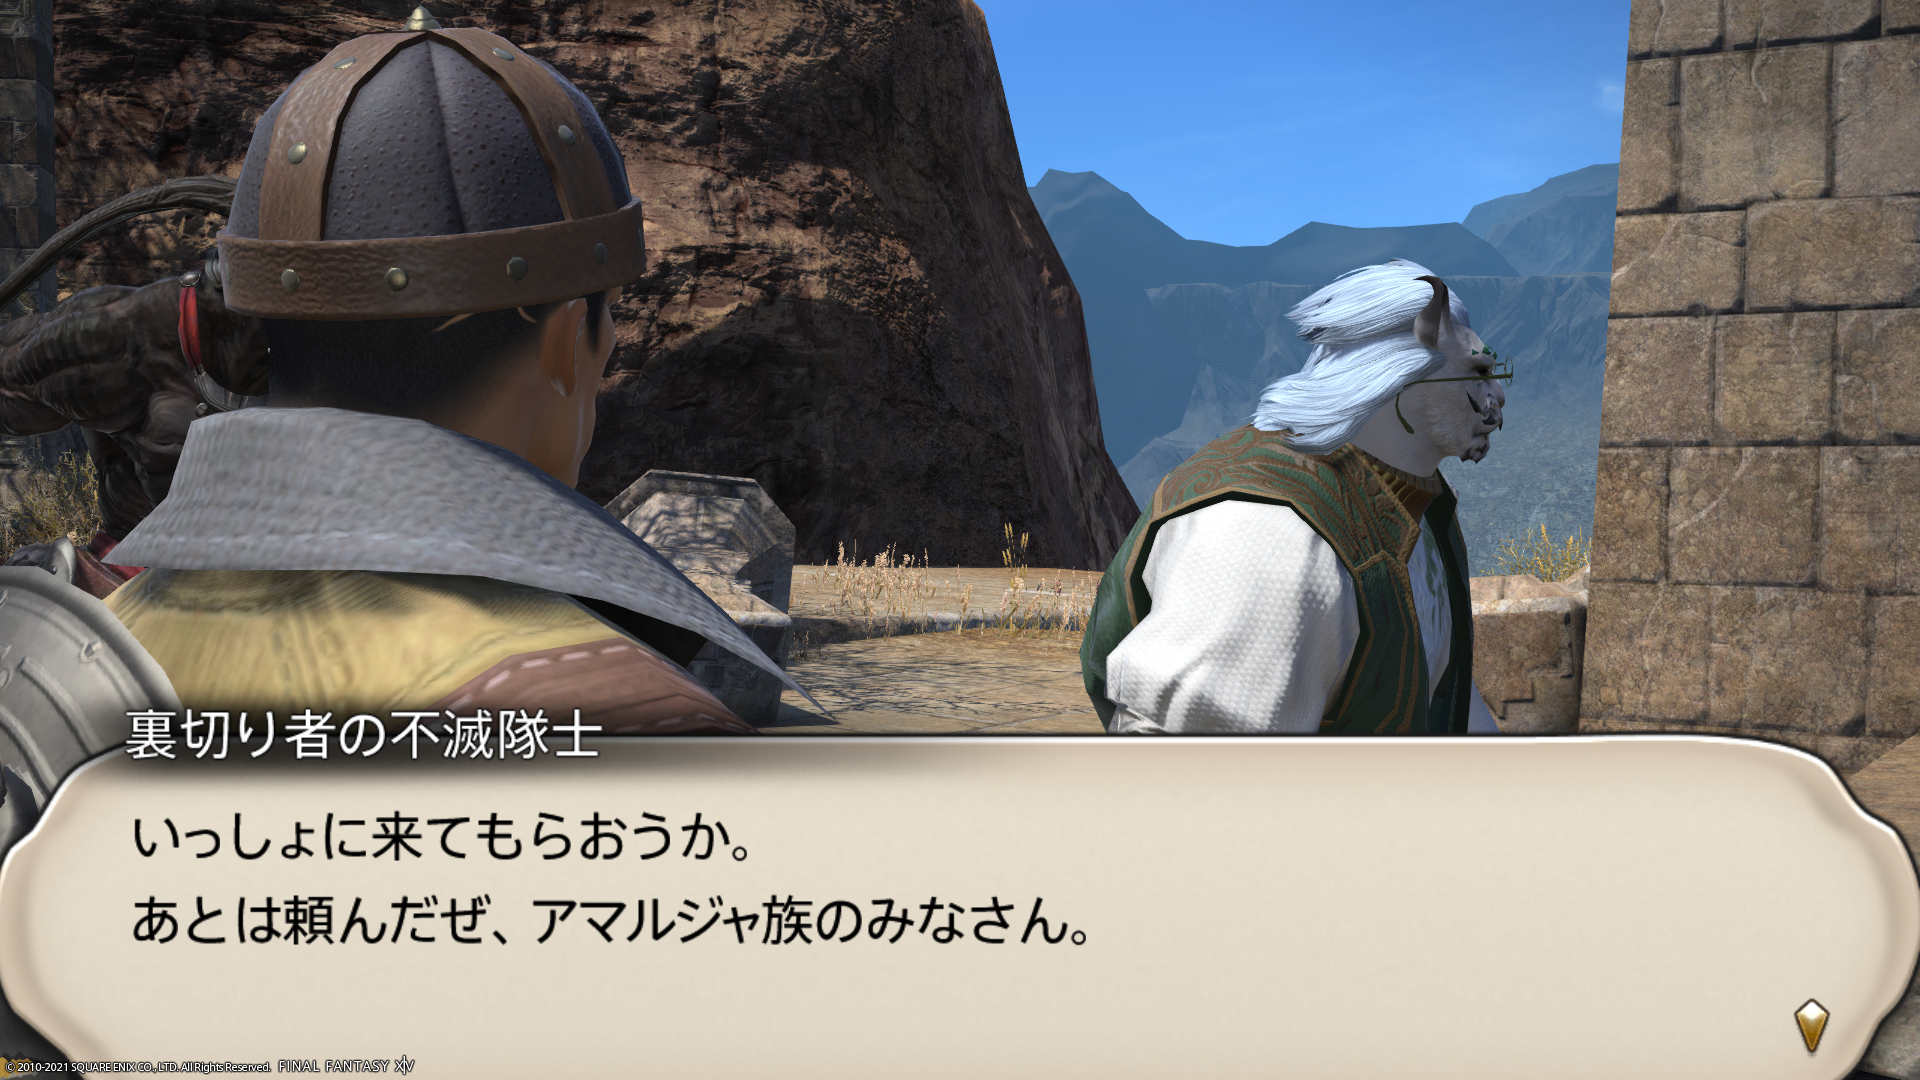 裏切り者の不滅隊士
いっしょに来てもらおうか。
あとは頼んだぜ、アマルジャ族のみなさん。
© 2010-2021 SQUARE ENIX CO., LTD. All Rights Reserved. FINAL FANTASY XIV